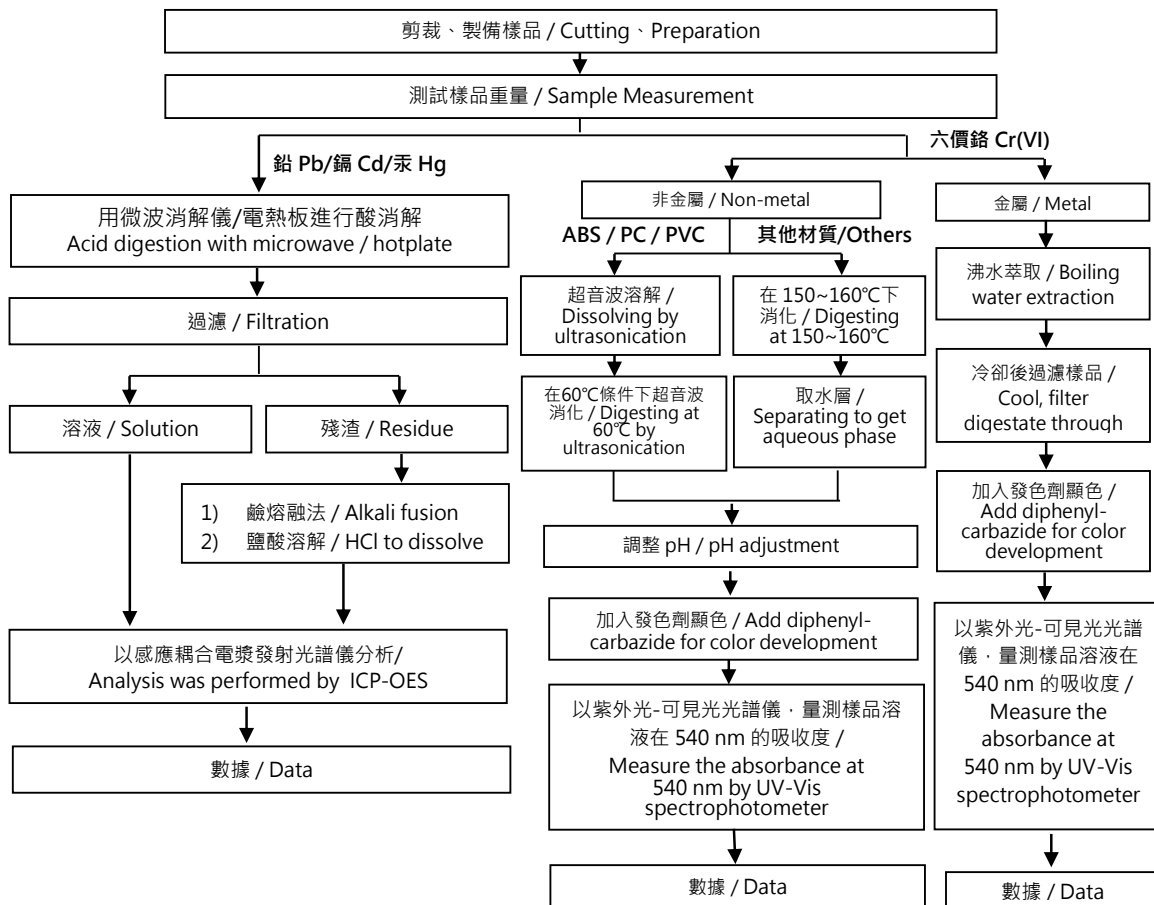 剪裁、製備樣品 / Cutting、Preparation
測試樣品重量 / Sample Measurement
鉛 Pb/鎘 Cd/汞 Hg
六價鉻 Cr(VI)
用微波消解儀/電熱板進行酸消解
Acid digestion with microwave / hotplate
過濾 / Filtration
溶液 / Solution
殘渣 / Residue
1) 鹼熔融法 / Alkali fusion
2) 鹽酸溶解 / HCl to dissolve
以感應耦合電漿發射光譜儀分析/
Analysis was performed by ICP-OES
數據 / Data
非金屬 / Non-metal
ABS / PC / PVC
其他材質/Others
超音波溶解 /
Dissolving by
ultrasonication
在60℃條件下超音波
消化 / Digesting at
60℃ by
ultrasonication
在 150~160℃下
消化 / Digesting
at 150~160℃
取水層 /
Separating to get
aqueous phase
調整 pH / pH adjustment
加入發色劑顯色 / Add diphenyl-
carbazide for color development
以紫外光-可見光光譜儀，量測樣品溶
液在 540 nm 的吸收度 /
Measure the absorbance at
540 nm by UV-Vis
spectrophotometer
數據 / Data
金屬 / Metal
沸水萃取 / Boiling
water extraction
冷卻後過濾樣品 /
Cool, filter
digestate through
加入發色劑顯色 /
Add diphenyl-
carbazide for color
development
以紫外光-可見光光譜
儀，量測樣品溶液在
540 nm 的吸收度 /
Measure the
absorbance at
540 nm by UV-Vis
spectrophotometer
數據 / Data